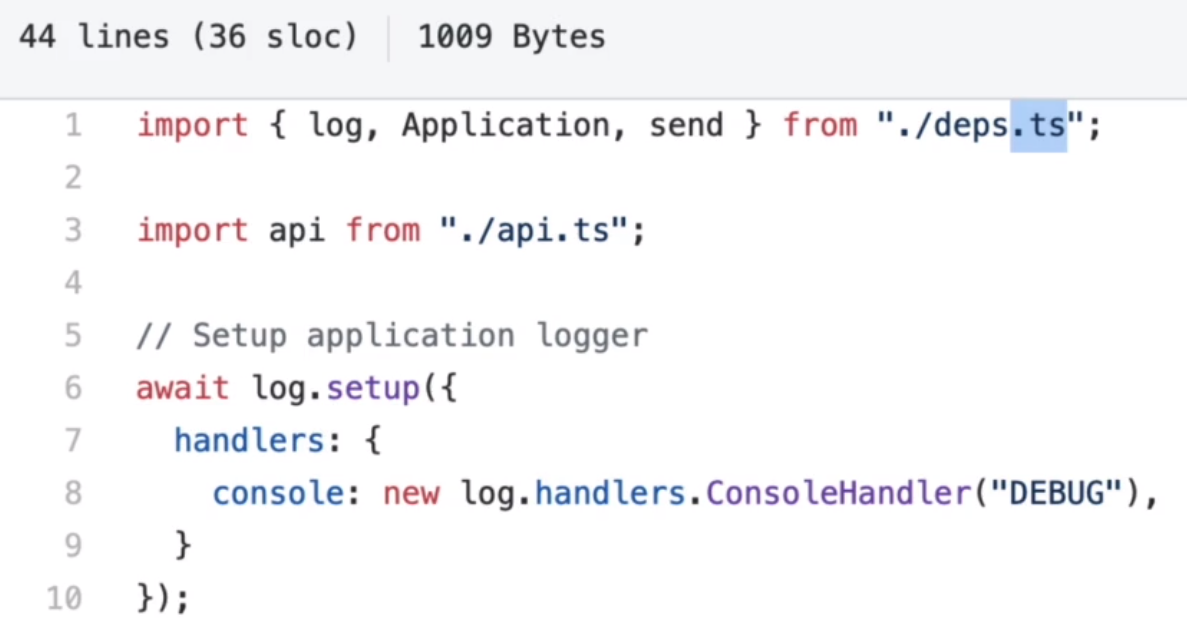 44 lines (36 sloc) 1009 Bytes
1 import { log, Application, send } from "./deps.ts";
2
3 import api from "./api.ts";
4
5 // Setup application logger
6 await log.setup({
7   handlers: {
8     console: new log.handlers.ConsoleHandler("DEBUG"),
9   }
10 });